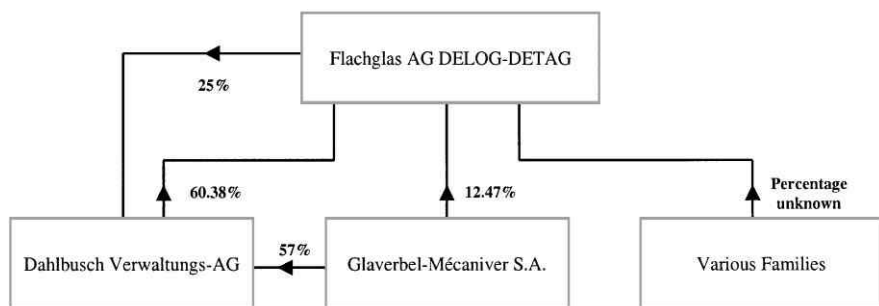 Flachglas AG DELOG-DETAG
25%
60.38%
12.47%
Percentage
unknown
Dahlbusch Verwaltungs-AG
57%
Glaverbel-Mécaniver S.A.
Various Families